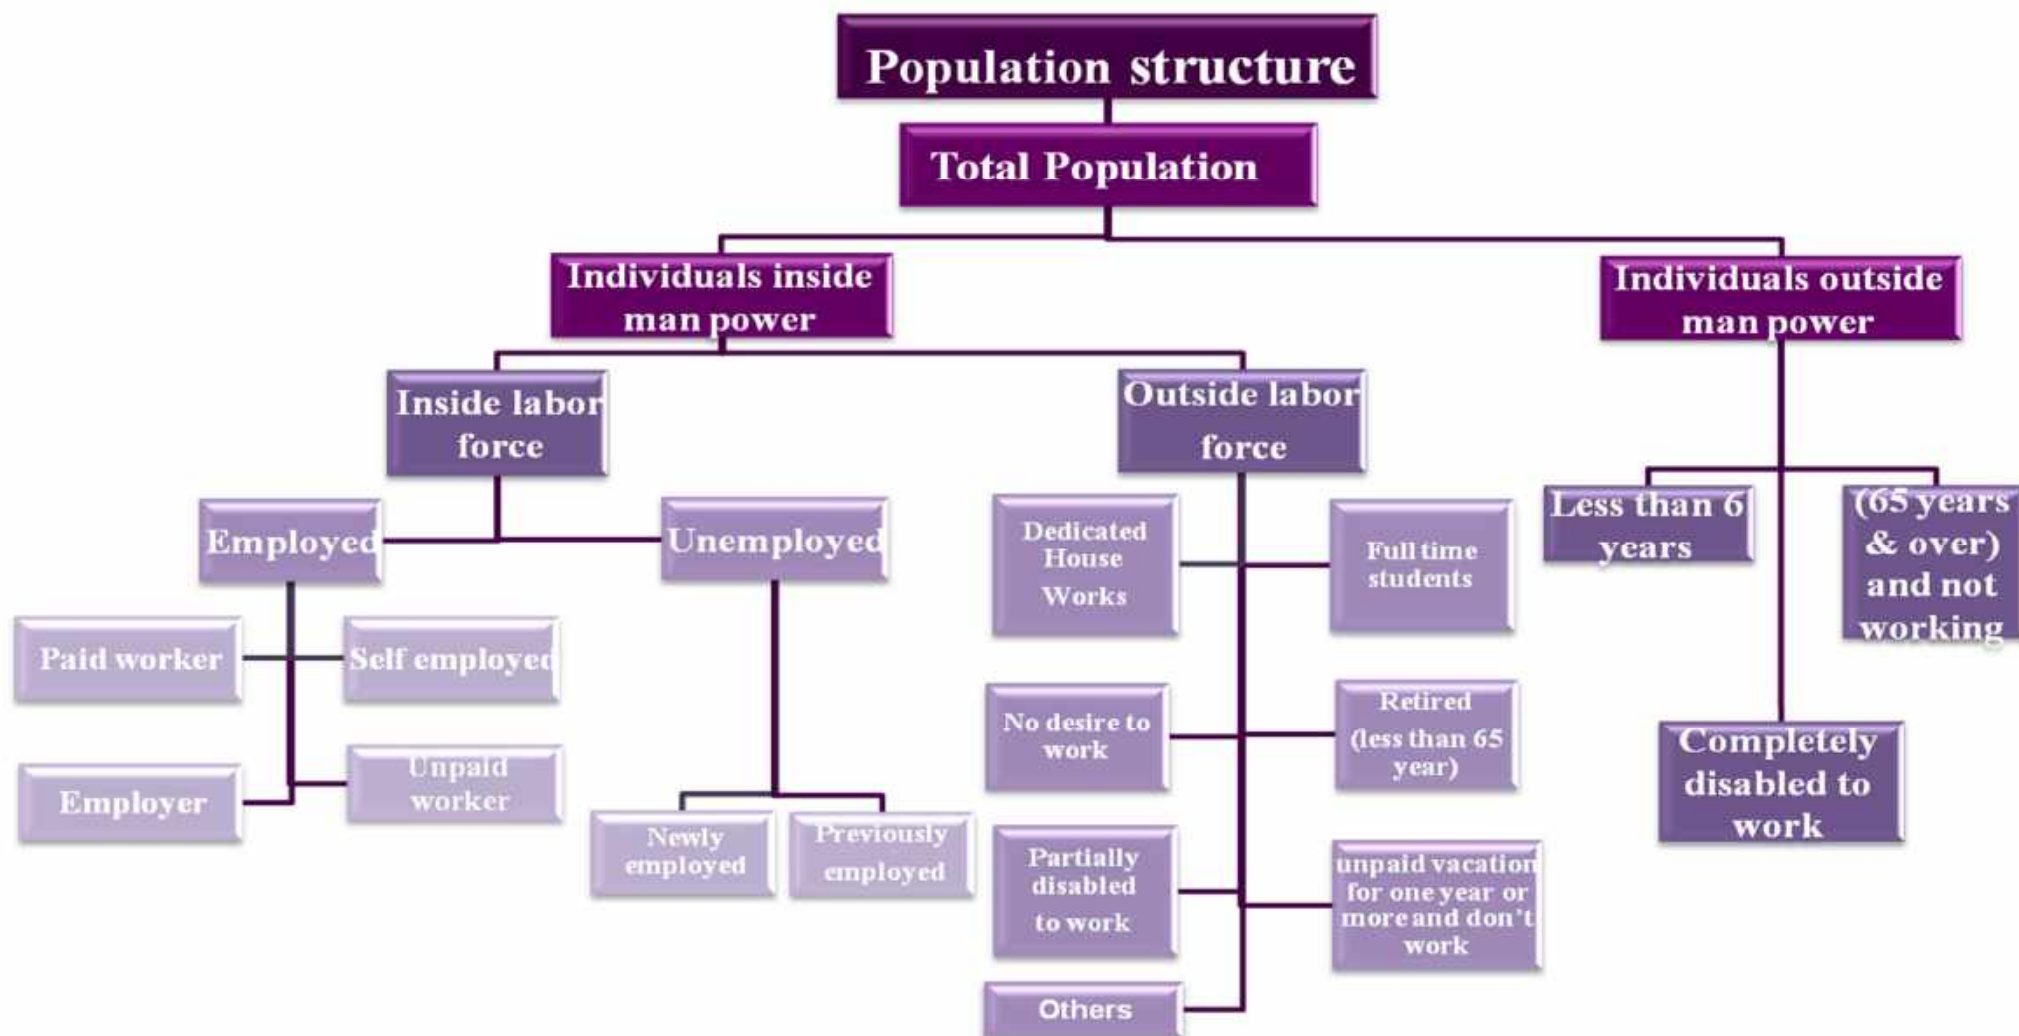 Population structure
Total Population
Individuals inside
man power
Individuals outside
man power
Inside labor
force
Outside labor
force
Employed
Unemployed
Dedicated
House
Works
Full time
students
Less than 6
years
(65 years
& over)
and not
working
Paid worker
Self employed
No desire to
work
Retired
(less than 65
year)
Completely
disabled to
work
Employer
Unpaid
worker
Newly
employed
Previously
employed
Partially
disabled
to work
unpaid vacation
for one year or
more and don't
work
Others